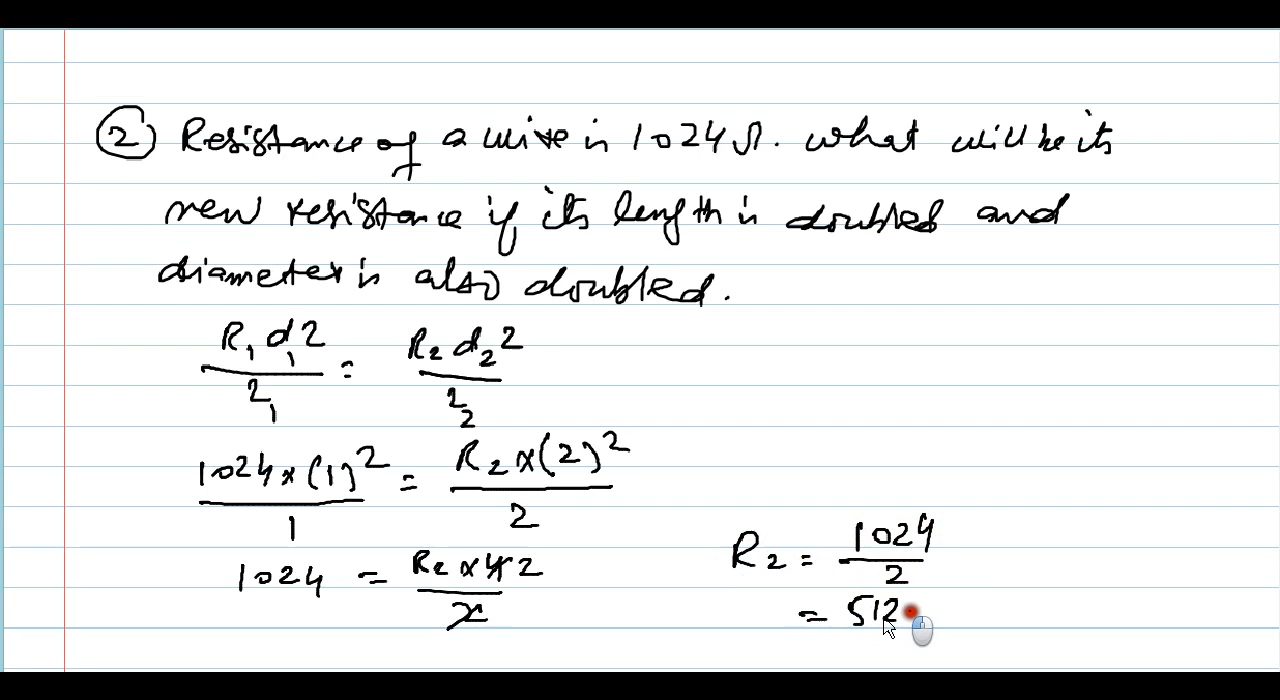 ② Resistance of a wire is 1024 Ω. What will be its
new resistance if its length is doubled and
diameter is also doubled.
R₁ d₁² / l₁ = R₂ d₂² / l₂
1024 × (1)² / 1 = R₂ × (2)² / 2
1024 = R₂ × 4 2 / 2
R₂ = 1024 / 2
= 512